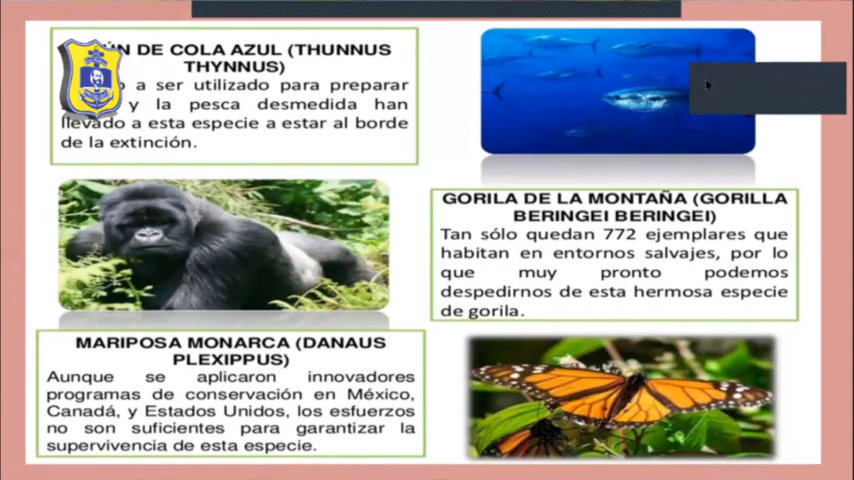 ÚN DE COLA AZUL (THUNNUS
THYNNUS)
a ser utilizado para preparar
y la pesca desmedida han
llevado a esta especie a estar al borde
de la extinción.
GORILA DE LA MONTAÑA (GORILLA
BERINGEI BERINGEI)
Tan sólo quedan 772 ejemplares que
habitan en entornos salvajes, por lo
que muy pronto podemos
despedirnos de esta hermosa especie
de gorila.
MARIPOSA MONARCA (DANAUS
PLEXIPPUS)
Aunque se aplicaron innovadores
programas de conservación en México,
Canadá, y Estados Unidos, los esfuerzos
no son suficientes para garantizar la
supervivencia de esta especie.